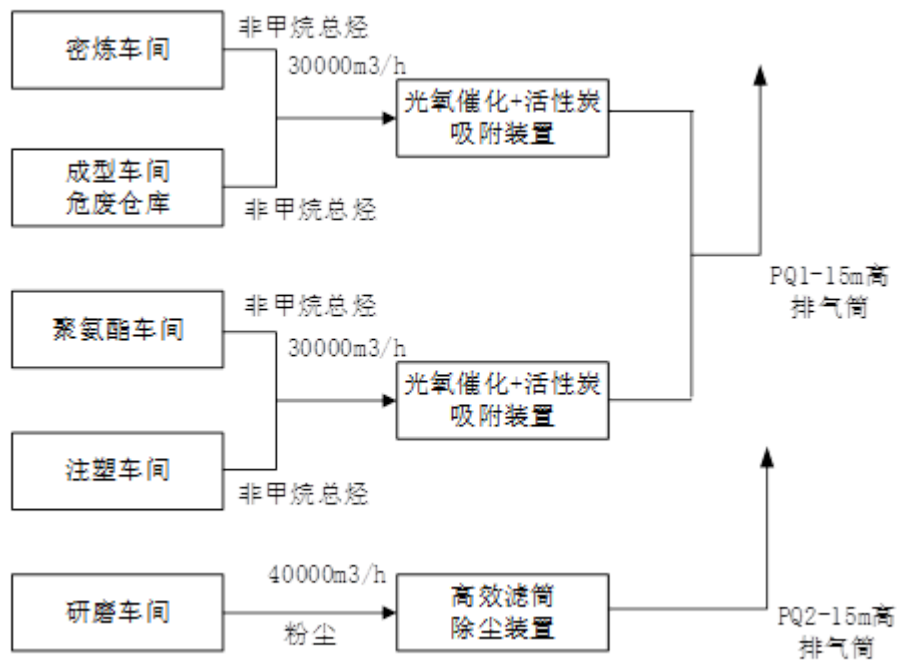 非甲烷总烃
密炼车间
30000m3/h
光氧催化+活性炭
吸附装置
成型车间
危废仓库
非甲烷总烃
PQ1-15m高
排气筒
非甲烷总烃
聚氨酯车间
30000m3/h
光氧催化+活性炭
吸附装置
注塑车间
非甲烷总烃
40000m3/h
研磨车间
粉尘
高效滤筒
除尘装置
PQ2-15m高
排气筒